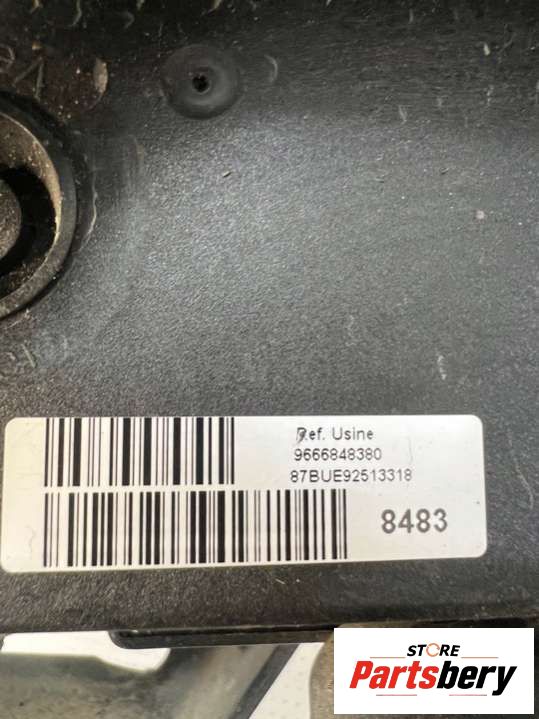 Ref. Usine
9666848380
87BUE92513318
8483
STORE
Partsbery